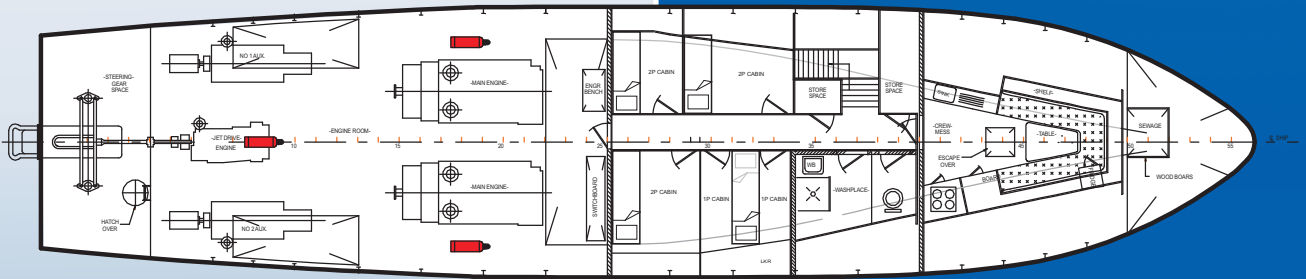 -STEERING-
GEAR
SPACE
NO 1 AUX.
-MAIN ENGINE-
ENGR
BENCH
2P CABIN
2P CABIN
STORE
SPACE
STORE
SPACE
SINK
-SHELF-
-JET DRIVE-
ENGINE
-ENGINE ROOM-
10
15
20
25
30
35
45
50
55
℄ SHIP
-CREW-
MESS
-TABLE-
SEWAGE
ESCAPE
OVER
WOOD BOARS
HATCH
OVER
NO 2 AUX.
-MAIN ENGINE-
SWITCHBOARD
2P CABIN
1P CABIN
1P CABIN
WB
-WASHPLACE-
LKR